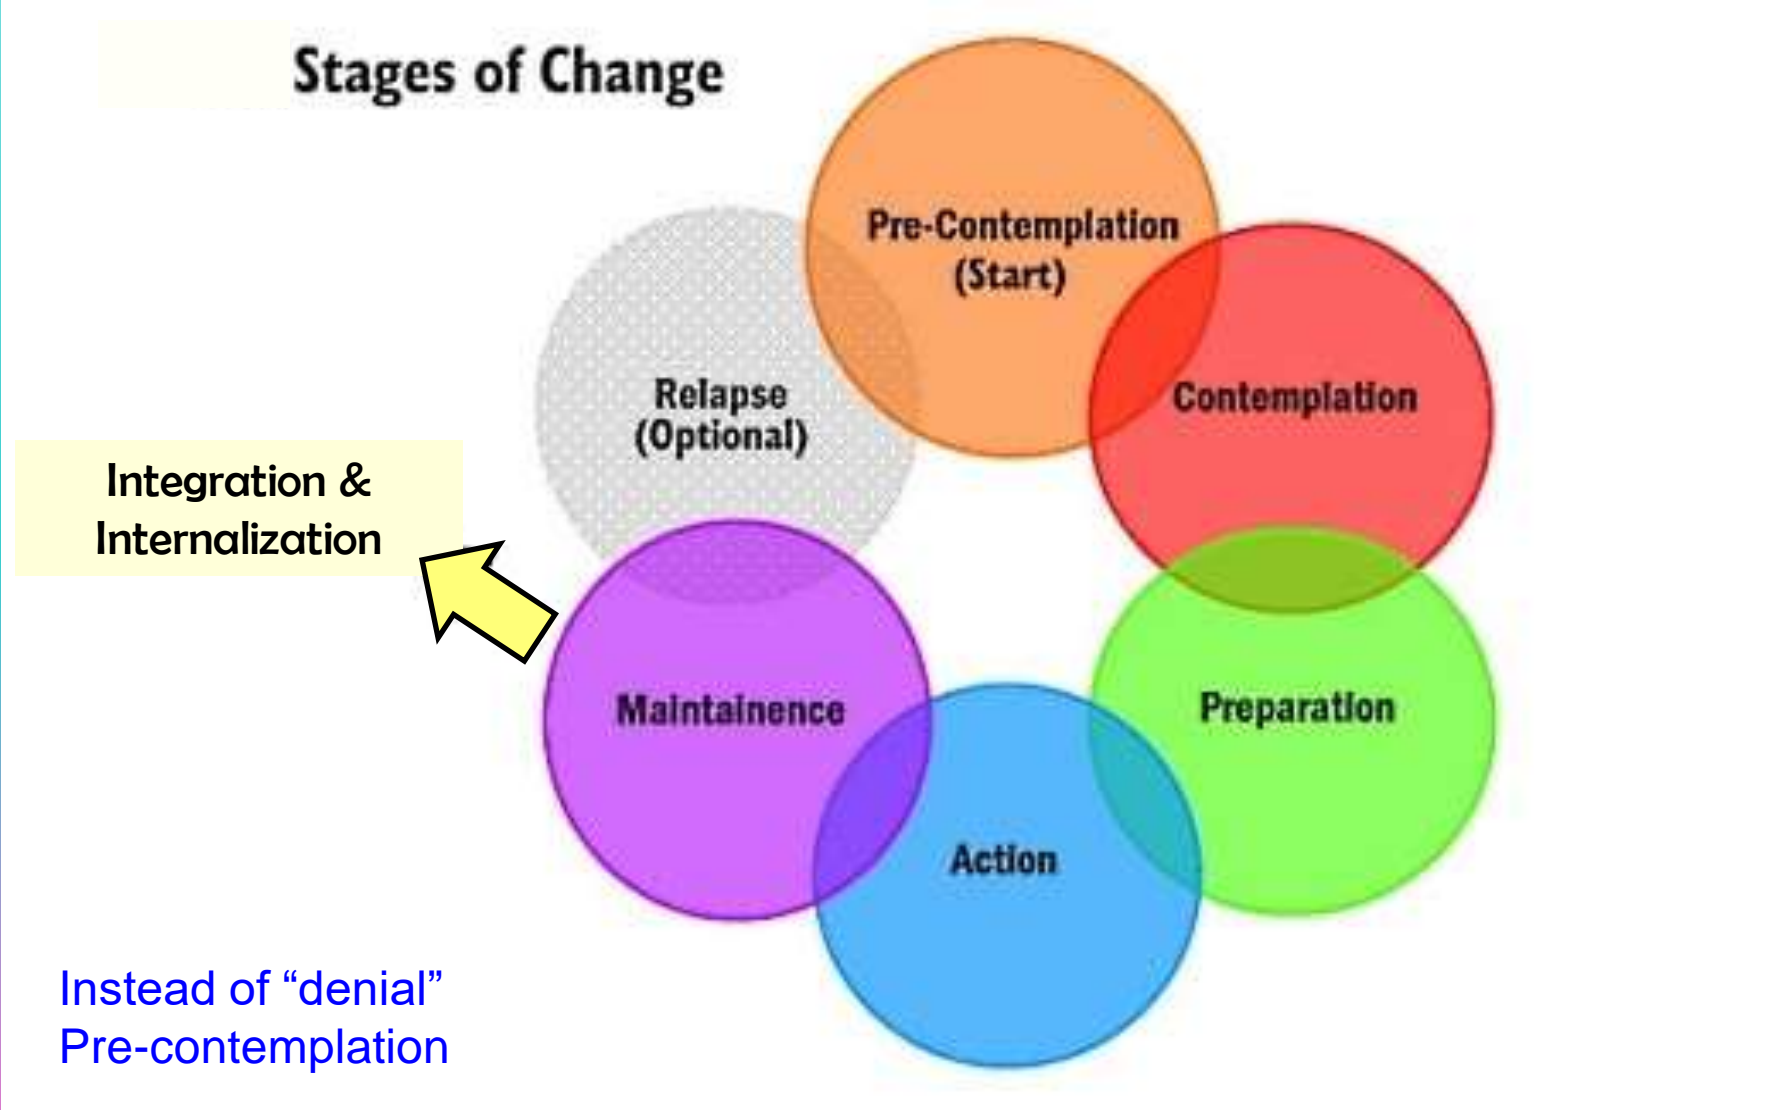 Stages of Change
Pre-Contemplation
(Start)
Contemplation
Relapse
(Optional)
Integration &
Internalization
Maintainence
Preparation
Action
Instead of “denial”
Pre-contemplation